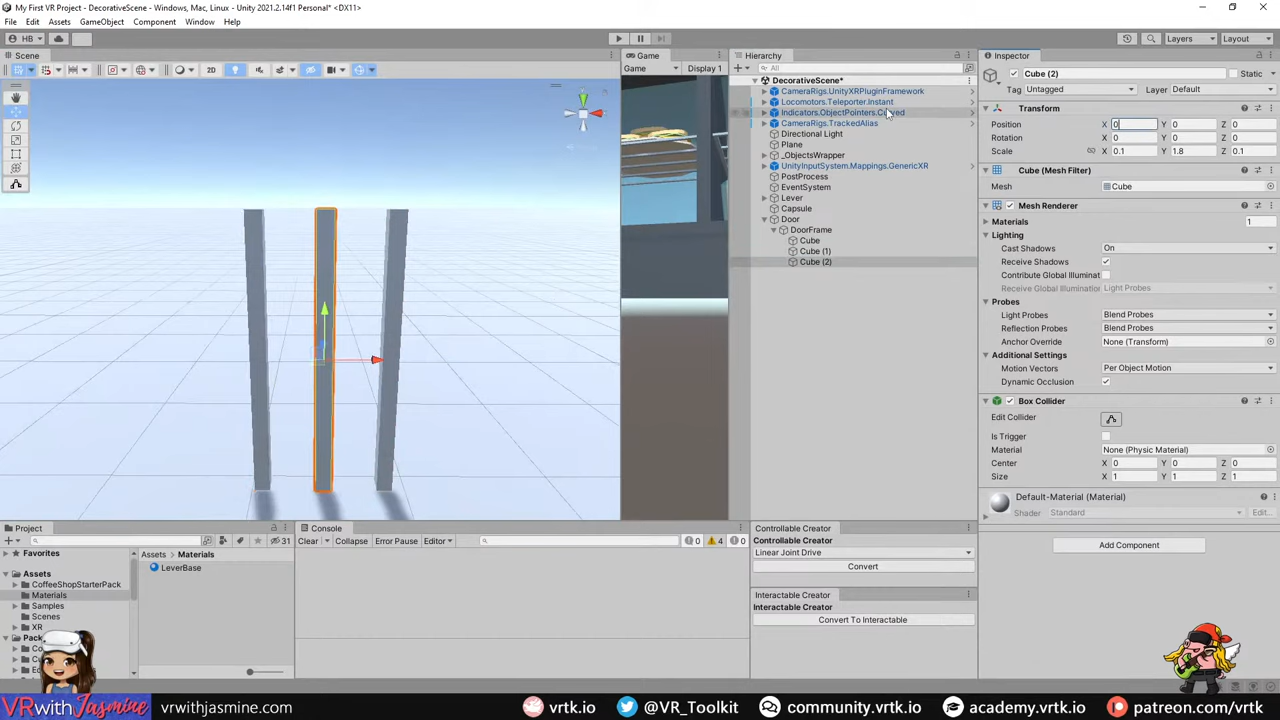 My First VR Project - DecorativeScene - PC, Mac, Linux - Unity 2021.2.14f1 Personal* <DX11>
File Edit Assets GameObject Component Window Help
HB Layers Layout
Scene Game Hierarchy Inspector
2D Game Display 1 All
DecorativeScene*
CameraRigs.UnityXRPluginFramework
Locomotors.Teleporter.Instant
Indicators.ObjectPointers.Curved
CameraRigs.TrackedAlias
Directional Light
Plane
_ObjectsWrapper
UnityInputSystem.Mappings.GenericXR
PostProcess
EventSystem
Lever
Capsule
Door
DoorFrame
Cube
Cube (1)
Cube (2)
Cube (2) Static
Tag Untagged Layer Default
Transform
Position X 0 Y 0 Z 0
Rotation X 0 Y 0 Z 0
Scale X 0.1 Y 1.8 Z 0.1
Cube (Mesh Filter)
Mesh Cube
Mesh Renderer
Materials 1
Lighting
Cast Shadows On
Receive Shadows
Contribute Global Illuminat
Receive Global Illumination Light Probes
Probes
Light Probes Blend Probes
Reflection Probes Blend Probes
Anchor Override None (Transform)
Additional Settings
Motion Vectors Per Object Motion
Dynamic Occlusion
Box Collider
Edit Collider
Is Trigger
Material None (Physic Material)
Center X 0 Y 0 Z 0
Size X 1 Y 1 Z 1
Default-Material (Material)
Shader Standard Edit...
Add Component
Project
31
Favorites
Assets
CoffeeShopStarterPack
Materials
Samples
Scenes
XR
Assets > Materials
LeverBase
Console
Clear Collapse Error Pause Editor 0 4 0
Controllable Creator
Controllable Creator
Linear Joint Drive
Convert
Interactable Creator
Interactable Creator
Convert To Interactable
VRwithJasmine vrwithjasmine.com vrtk.io @VR_Toolkit community.vrtk.io academy.vrtk.io patreon.com/vrtk